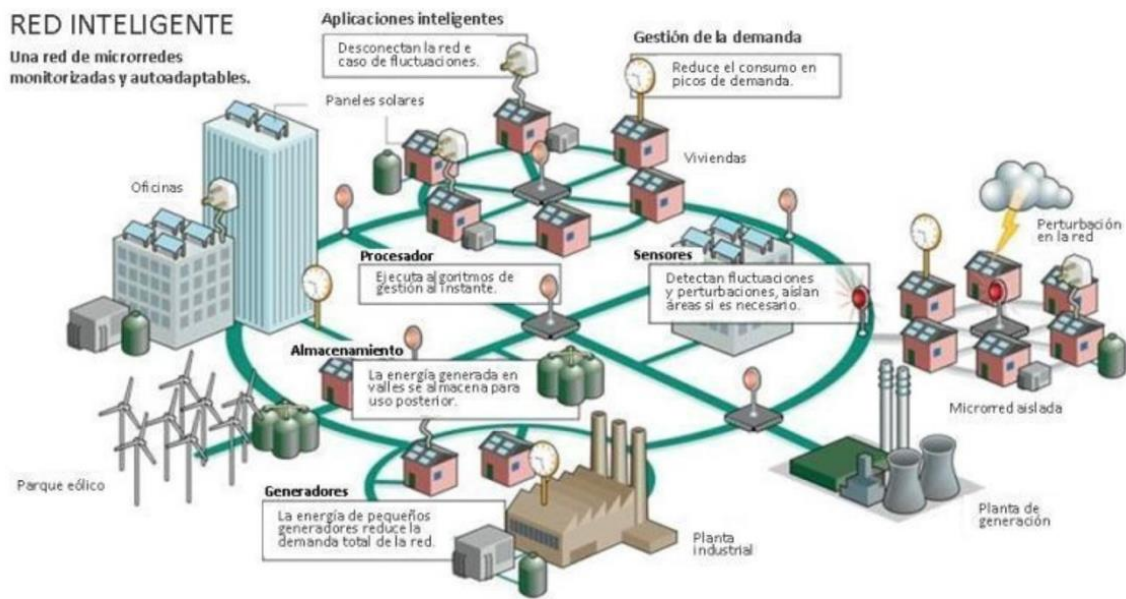 RED INTELIGENTE
Una red de microrredes
monitorizadas y autoadaptables.
Aplicaciones inteligentes
Desconectan la red e
caso de fluctuaciones.
Gestión de la demanda
Reduce el consumo en
picos de demanda.
Paneles solares
Viviendas
Oficinas
Perturbación
en la red
Procesador
Ejecuta algoritmos de
gestión al instante.
Sensores
Detectan fluctuaciones
y perturbaciones, aíslan
áreas si es necesario.
Almacenamiento
La energía generada en
valles se almacena para
uso posterior.
Microrred aislada
Parque eólico
Generadores
La energía de pequeños
generadores reduce la
demanda total de la red.
Planta
industrial
Planta de
generación